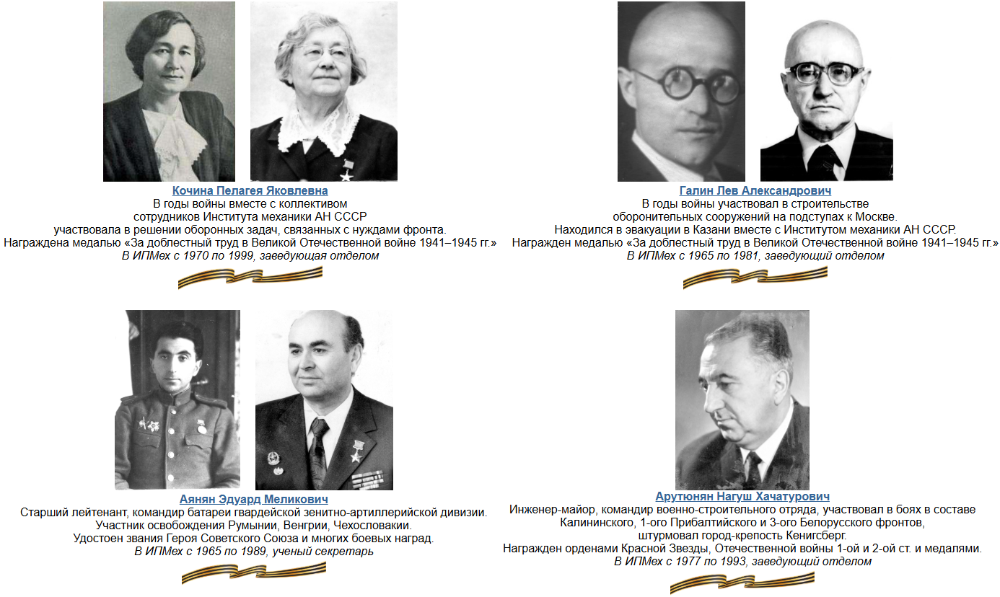 Кочина Пелагея Яковлевна
В годы войны вместе с коллективом
сотрудников Института механики АН СССР
участвовала в решении оборонных задач, связанных с нуждами фронта.
Награждена медалью «За доблестный труд в Великой Отечественной войне 1941–1945 гг.»
В ИПМех с 1970 по 1999, заведующая отделом
Галин Лев Александрович
В годы войны участвовал в строительстве
оборонительных сооружений на подступах к Москве.
Находился в эвакуации в Казани вместе с Институтом механики АН СССР.
Награжден медалью «За доблестный труд в Великой Отечественной войне 1941–1945 гг.»
В ИПМех с 1965 по 1981, заведующий отделом
Аянян Эдуард Меликович
Старший лейтенант, командир батареи гвардейской зенитно-артиллерийской дивизии.
Участник освобождения Румынии, Венгрии, Чехословакии.
Удостоен звания Героя Советского Союза и многих боевых наград.
В ИПМех с 1965 по 1989, ученый секретарь
Арутюнян Нагуш Хачатурович
Инженер-майор, командир военно-строительного отряда, участвовал в боях в составе
Калининского, 1-ого Прибалтийского и 3-ого Белорусского фронтов,
штурмовал город-крепость Кенигсберг.
Награжден орденами Красной Звезды, Отечественной войны 1-ой и 2-ой ст. и медалями.
В ИПМех с 1977 по 1993, заведующий отделом